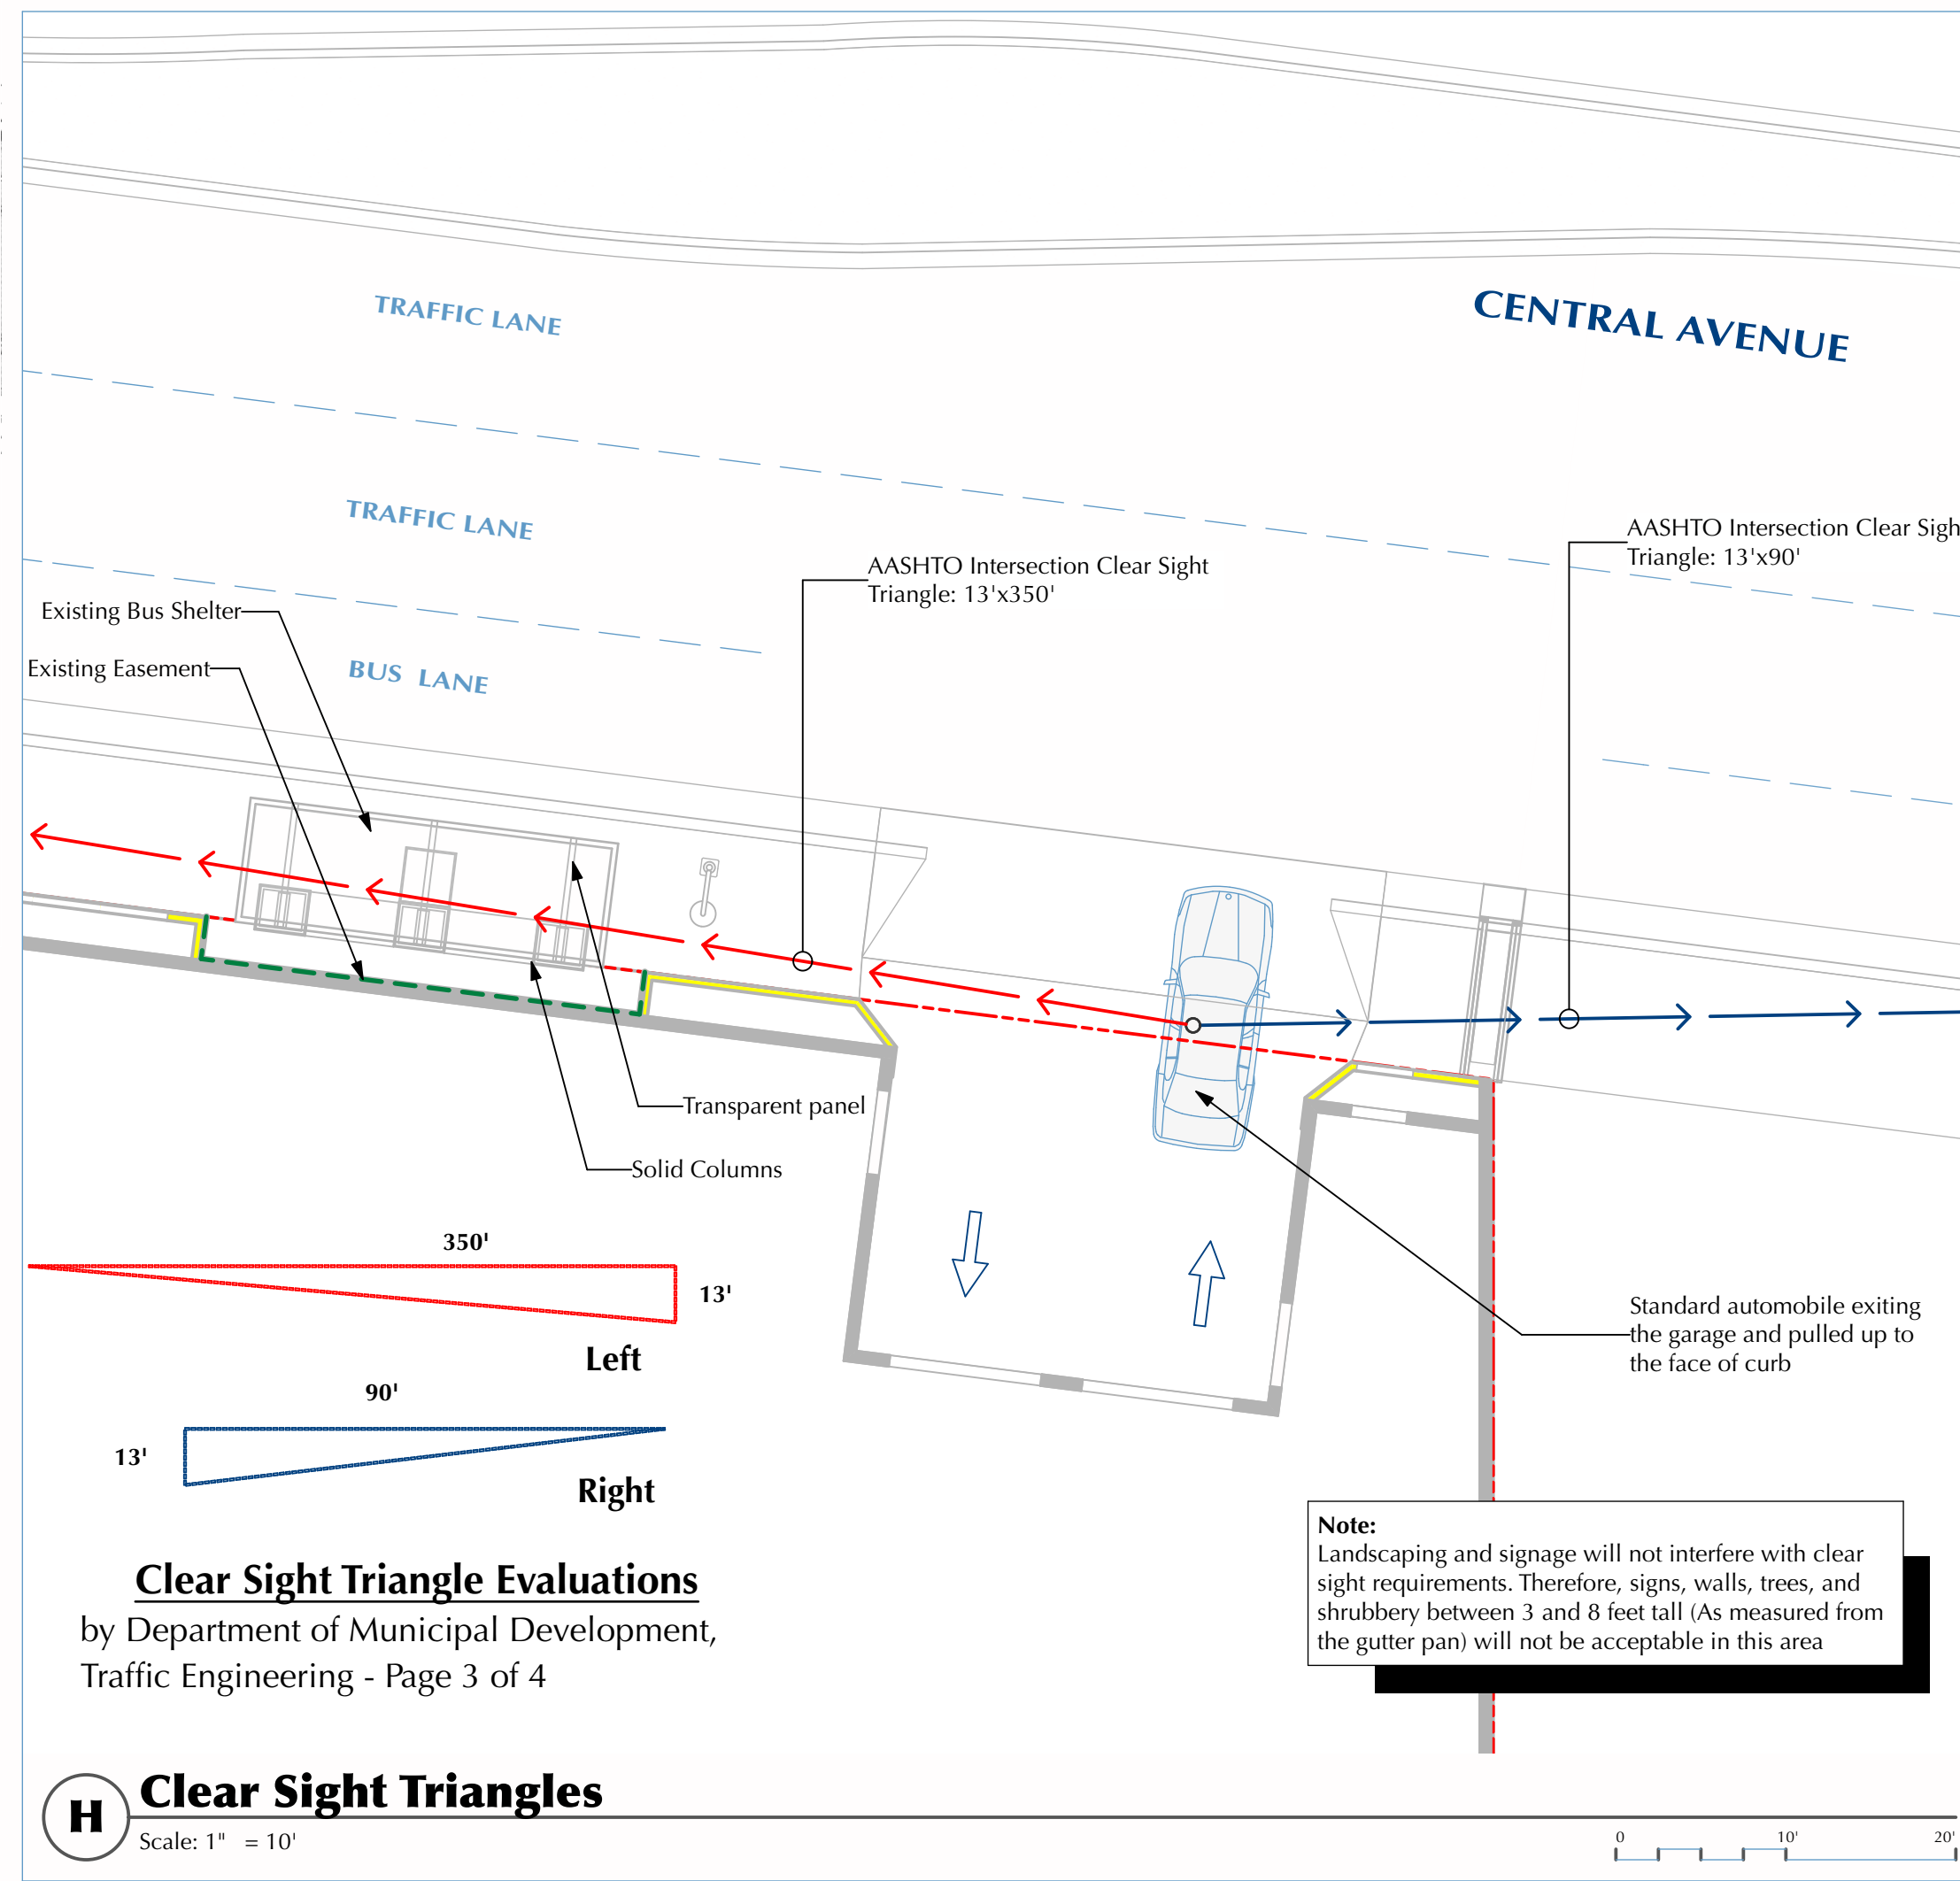 TRAFFIC LANE
CENTRAL AVENUE
TRAFFIC LANE
AASHTO Intersection Clear Sigh
Triangle: 13'x90'
AASHTO Intersection Clear Sight
Triangle: 13'x350'
Existing Bus Shelter
Existing Easement
BUS LANE
Transparent panel
Solid Columns
350'
13'
Left
90'
13'
Right
Standard automobile exiting
the garage and pulled up to
the face of curb
Note:
Landscaping and signage will not interfere with clear
sight requirements. Therefore, signs, walls, trees, and
shrubbery between 3 and 8 feet tall (As measured from
the gutter pan) will not be acceptable in this area
Clear Sight Triangle Evaluations
by Department of Municipal Development,
Traffic Engineering - Page 3 of 4
H
Clear Sight Triangles
Scale: 1" = 10'
0 10' 20'